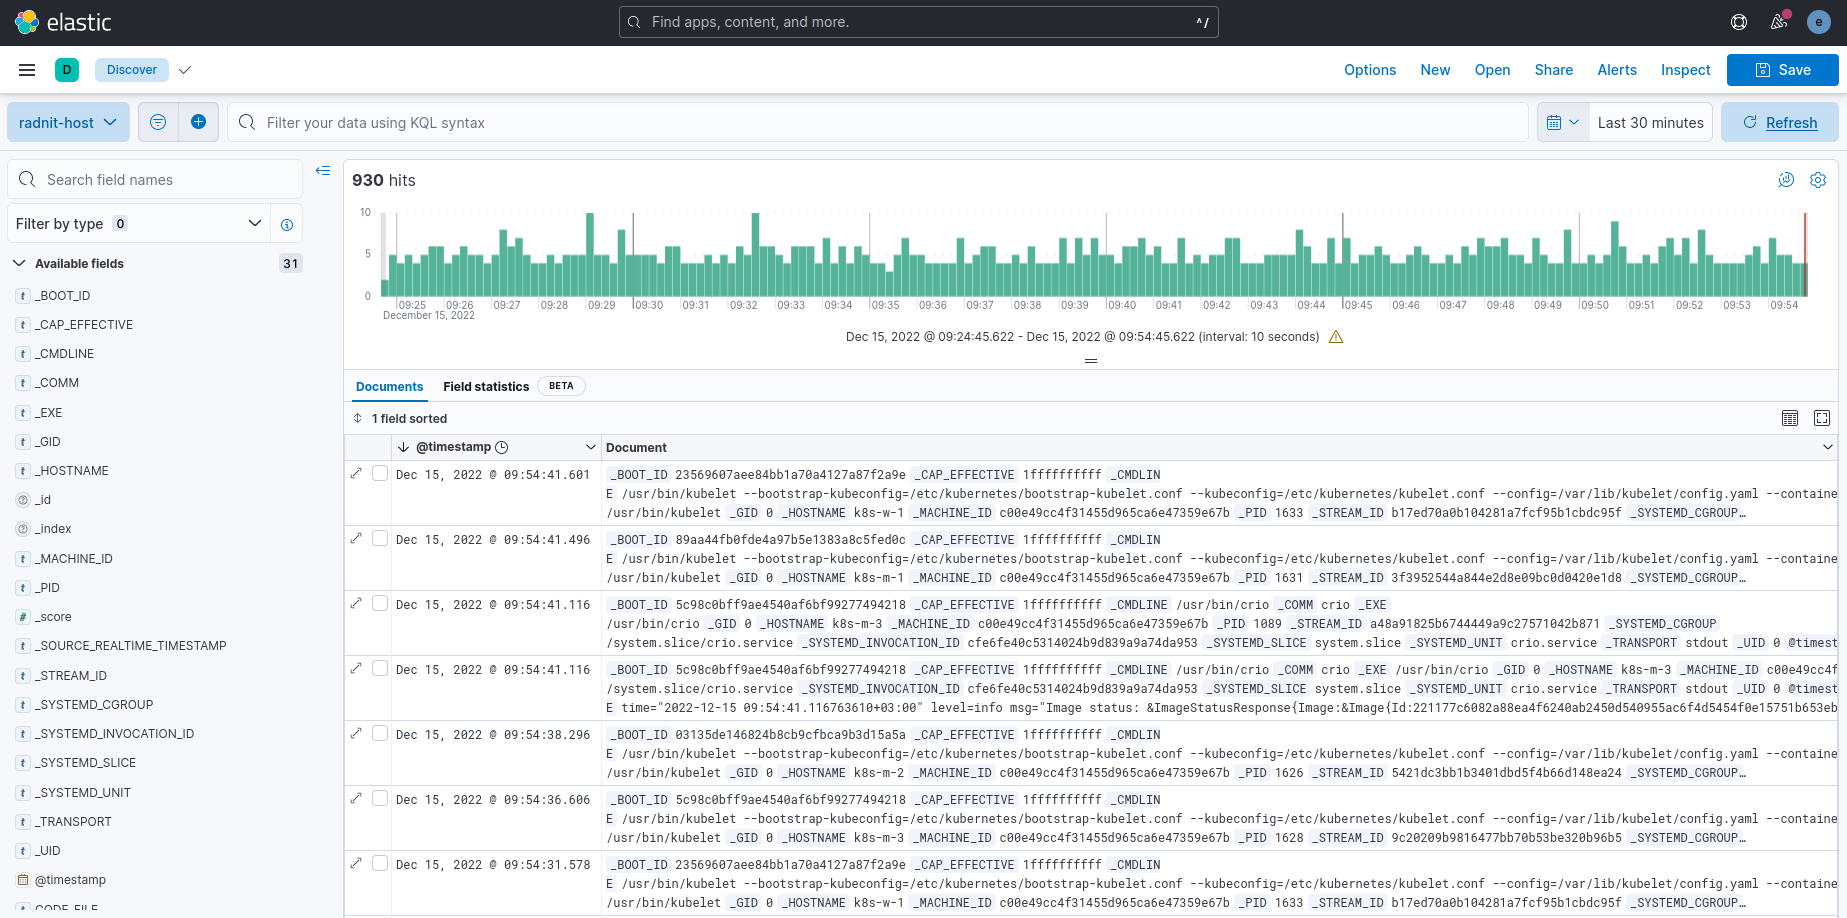 elastic
Find apps, content, and more.
^/
e
D
Discover
Options
New
Open
Share
Alerts
Inspect
Save
radnit-host
Filter your data using KQL syntax
Last 30 minutes
Refresh
Search field names
Filter by type 0
Available fields
31
t _BOOT_ID
t _CAP_EFFECTIVE
t _CMDLINE
t _COMM
t _EXE
t _GID
t _HOSTNAME
_id
_index
t _MACHINE_ID
t _PID
# _score
t _SOURCE_REALTIME_TIMESTAMP
t _STREAM_ID
t _SYSTEMD_CGROUP
t _SYSTEMD_INVOCATION_ID
t _SYSTEMD_SLICE
t _SYSTEMD_UNIT
t _TRANSPORT
t _UID
@timestamp
CODE_FILE
930 hits
10
5
0
09:25 09:26 09:27 09:28 09:29 09:30 09:31 09:32 09:33 09:34 09:35 09:36 09:37 09:38 09:39 09:40 09:41 09:42 09:43 09:44 09:45 09:46 09:47 09:48 09:49 09:50 09:51 09:52 09:53 09:54
December 15, 2022
Dec 15, 2022 @ 09:24:45.622 - Dec 15, 2022 @ 09:54:45.622 (interval: 10 seconds)
Documents
Field statistics
BETA
1 field sorted
@timestamp
Document
Dec 15, 2022 @ 09:54:41.601
_BOOT_ID 23569607aee84bb1a70a4127a87f2a9e _CAP_EFFECTIVE 1ffffffffff _CMDLIN
E /usr/bin/kubelet --bootstrap-kubeconfig=/etc/kubernetes/bootstrap-kubelet.conf --kubeconfig=/etc/kubernetes/kubelet.conf --config=/var/lib/kubelet/config.yaml --containe
/usr/bin/kubelet _GID 0 _HOSTNAME k8s-w-1 _MACHINE_ID c00e49cc4f31455d965ca6e47359e67b _PID 1633 _STREAM_ID b17ed70a0b104281a7fcf95b1cbdc95f _SYSTEMD_CGROUP…
Dec 15, 2022 @ 09:54:41.496
_BOOT_ID 89aa44fb0fde4a97b5e1383a8c5fed0c _CAP_EFFECTIVE 1ffffffffff _CMDLIN
E /usr/bin/kubelet --bootstrap-kubeconfig=/etc/kubernetes/bootstrap-kubelet.conf --kubeconfig=/etc/kubernetes/kubelet.conf --config=/var/lib/kubelet/config.yaml --containe
/usr/bin/kubelet _GID 0 _HOSTNAME k8s-m-1 _MACHINE_ID c00e49cc4f31455d965ca6e47359e67b _PID 1631 _STREAM_ID 3f3952544a844e2d8e09bc0d0420e1d8 _SYSTEMD_CGROUP…
Dec 15, 2022 @ 09:54:41.116
_BOOT_ID 5c98c0bff9ae4540af6bf99277494218 _CAP_EFFECTIVE 1ffffffffff _CMDLINE /usr/bin/crio _COMM crio _EXE
/usr/bin/crio _GID 0 _HOSTNAME k8s-m-3 _MACHINE_ID c00e49cc4f31455d965ca6e47359e67b _PID 1089 _STREAM_ID a48a91825b6744449a9c27571042b871 _SYSTEMD_CGROUP
/system.slice/crio.service _SYSTEMD_INVOCATION_ID cfe6fe40c5314024b9d839a9a74da953 _SYSTEMD_SLICE system.slice _SYSTEMD_UNIT crio.service _TRANSPORT stdout _UID 0 @timest
Dec 15, 2022 @ 09:54:41.116
_BOOT_ID 5c98c0bff9ae4540af6bf99277494218 _CAP_EFFECTIVE 1ffffffffff _CMDLINE /usr/bin/crio _COMM crio _EXE /usr/bin/crio _GID 0 _HOSTNAME k8s-m-3 _MACHINE_ID c00e49cc4f
/system.slice/crio.service _SYSTEMD_INVOCATION_ID cfe6fe40c5314024b9d839a9a74da953 _SYSTEMD_SLICE system.slice _SYSTEMD_UNIT crio.service _TRANSPORT stdout _UID 0 @timest
E time="2022-12-15 09:54:41.116763610+03:00" level=info msg="Image status: &ImageStatusResponse{Image:&Image{Id:221177c6082a88ea4f6240ab2450d540955ac6f4d5454f0e15751b653eb
Dec 15, 2022 @ 09:54:38.296
_BOOT_ID 03135de146824b8cb9cfbca9b3d15a5a _CAP_EFFECTIVE 1ffffffffff _CMDLIN
E /usr/bin/kubelet --bootstrap-kubeconfig=/etc/kubernetes/bootstrap-kubelet.conf --kubeconfig=/etc/kubernetes/kubelet.conf --config=/var/lib/kubelet/config.yaml --containe
/usr/bin/kubelet _GID 0 _HOSTNAME k8s-m-2 _MACHINE_ID c00e49cc4f31455d965ca6e47359e67b _PID 1626 _STREAM_ID 5421dc3bb1b3401dbd5f4b66d148ea24 _SYSTEMD_CGROUP…
Dec 15, 2022 @ 09:54:36.606
_BOOT_ID 5c98c0bff9ae4540af6bf99277494218 _CAP_EFFECTIVE 1ffffffffff _CMDLIN
E /usr/bin/kubelet --bootstrap-kubeconfig=/etc/kubernetes/bootstrap-kubelet.conf --kubeconfig=/etc/kubernetes/kubelet.conf --config=/var/lib/kubelet/config.yaml --containe
/usr/bin/kubelet _GID 0 _HOSTNAME k8s-m-3 _MACHINE_ID c00e49cc4f31455d965ca6e47359e67b _PID 1628 _STREAM_ID 9c20209b9816477bb70b53be320b96b5 _SYSTEMD_CGROUP…
Dec 15, 2022 @ 09:54:31.578
_BOOT_ID 23569607aee84bb1a70a4127a87f2a9e _CAP_EFFECTIVE 1ffffffffff _CMDLIN
E /usr/bin/kubelet --bootstrap-kubeconfig=/etc/kubernetes/bootstrap-kubelet.conf --kubeconfig=/etc/kubernetes/kubelet.conf --config=/var/lib/kubelet/config.yaml --containe
/usr/bin/kubelet _GID 0 _HOSTNAME k8s-w-1 _MACHINE_ID c00e49cc4f31455d965ca6e47359e67b _PID 1633 _STREAM_ID b17ed70a0b104281a7fcf95b1cbdc95f _SYSTEMD_CGROUP…